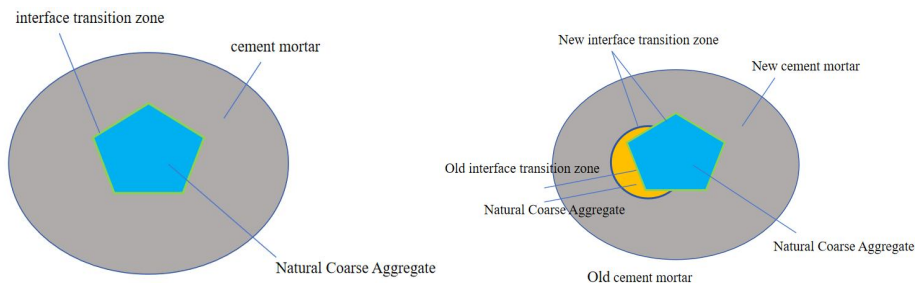 interface transition zone
cement mortar
Natural Coarse Aggregate
New interface transition zone
New cement mortar
Old interface transition zone
Natural Coarse Aggregate
Natural Coarse Aggregate
Old cement mortar